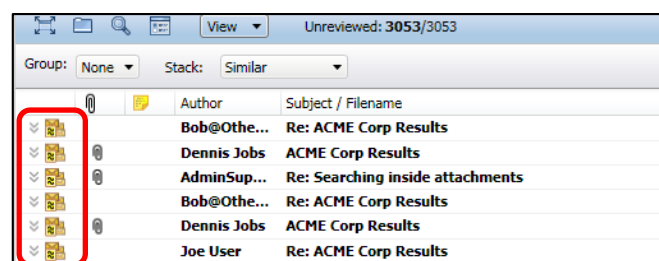 View Unreviewed: 3053/3053
Group: None Stack: Similar
Author Subject / Filename
Bob@Othe... Re: ACME Corp Results
Dennis Jobs ACME Corp Results
AdminSup... Re: Searching inside attachments
Bob@Othe... Re: ACME Corp Results
Dennis Jobs ACME Corp Results
Joe User Re: ACME Corp Results